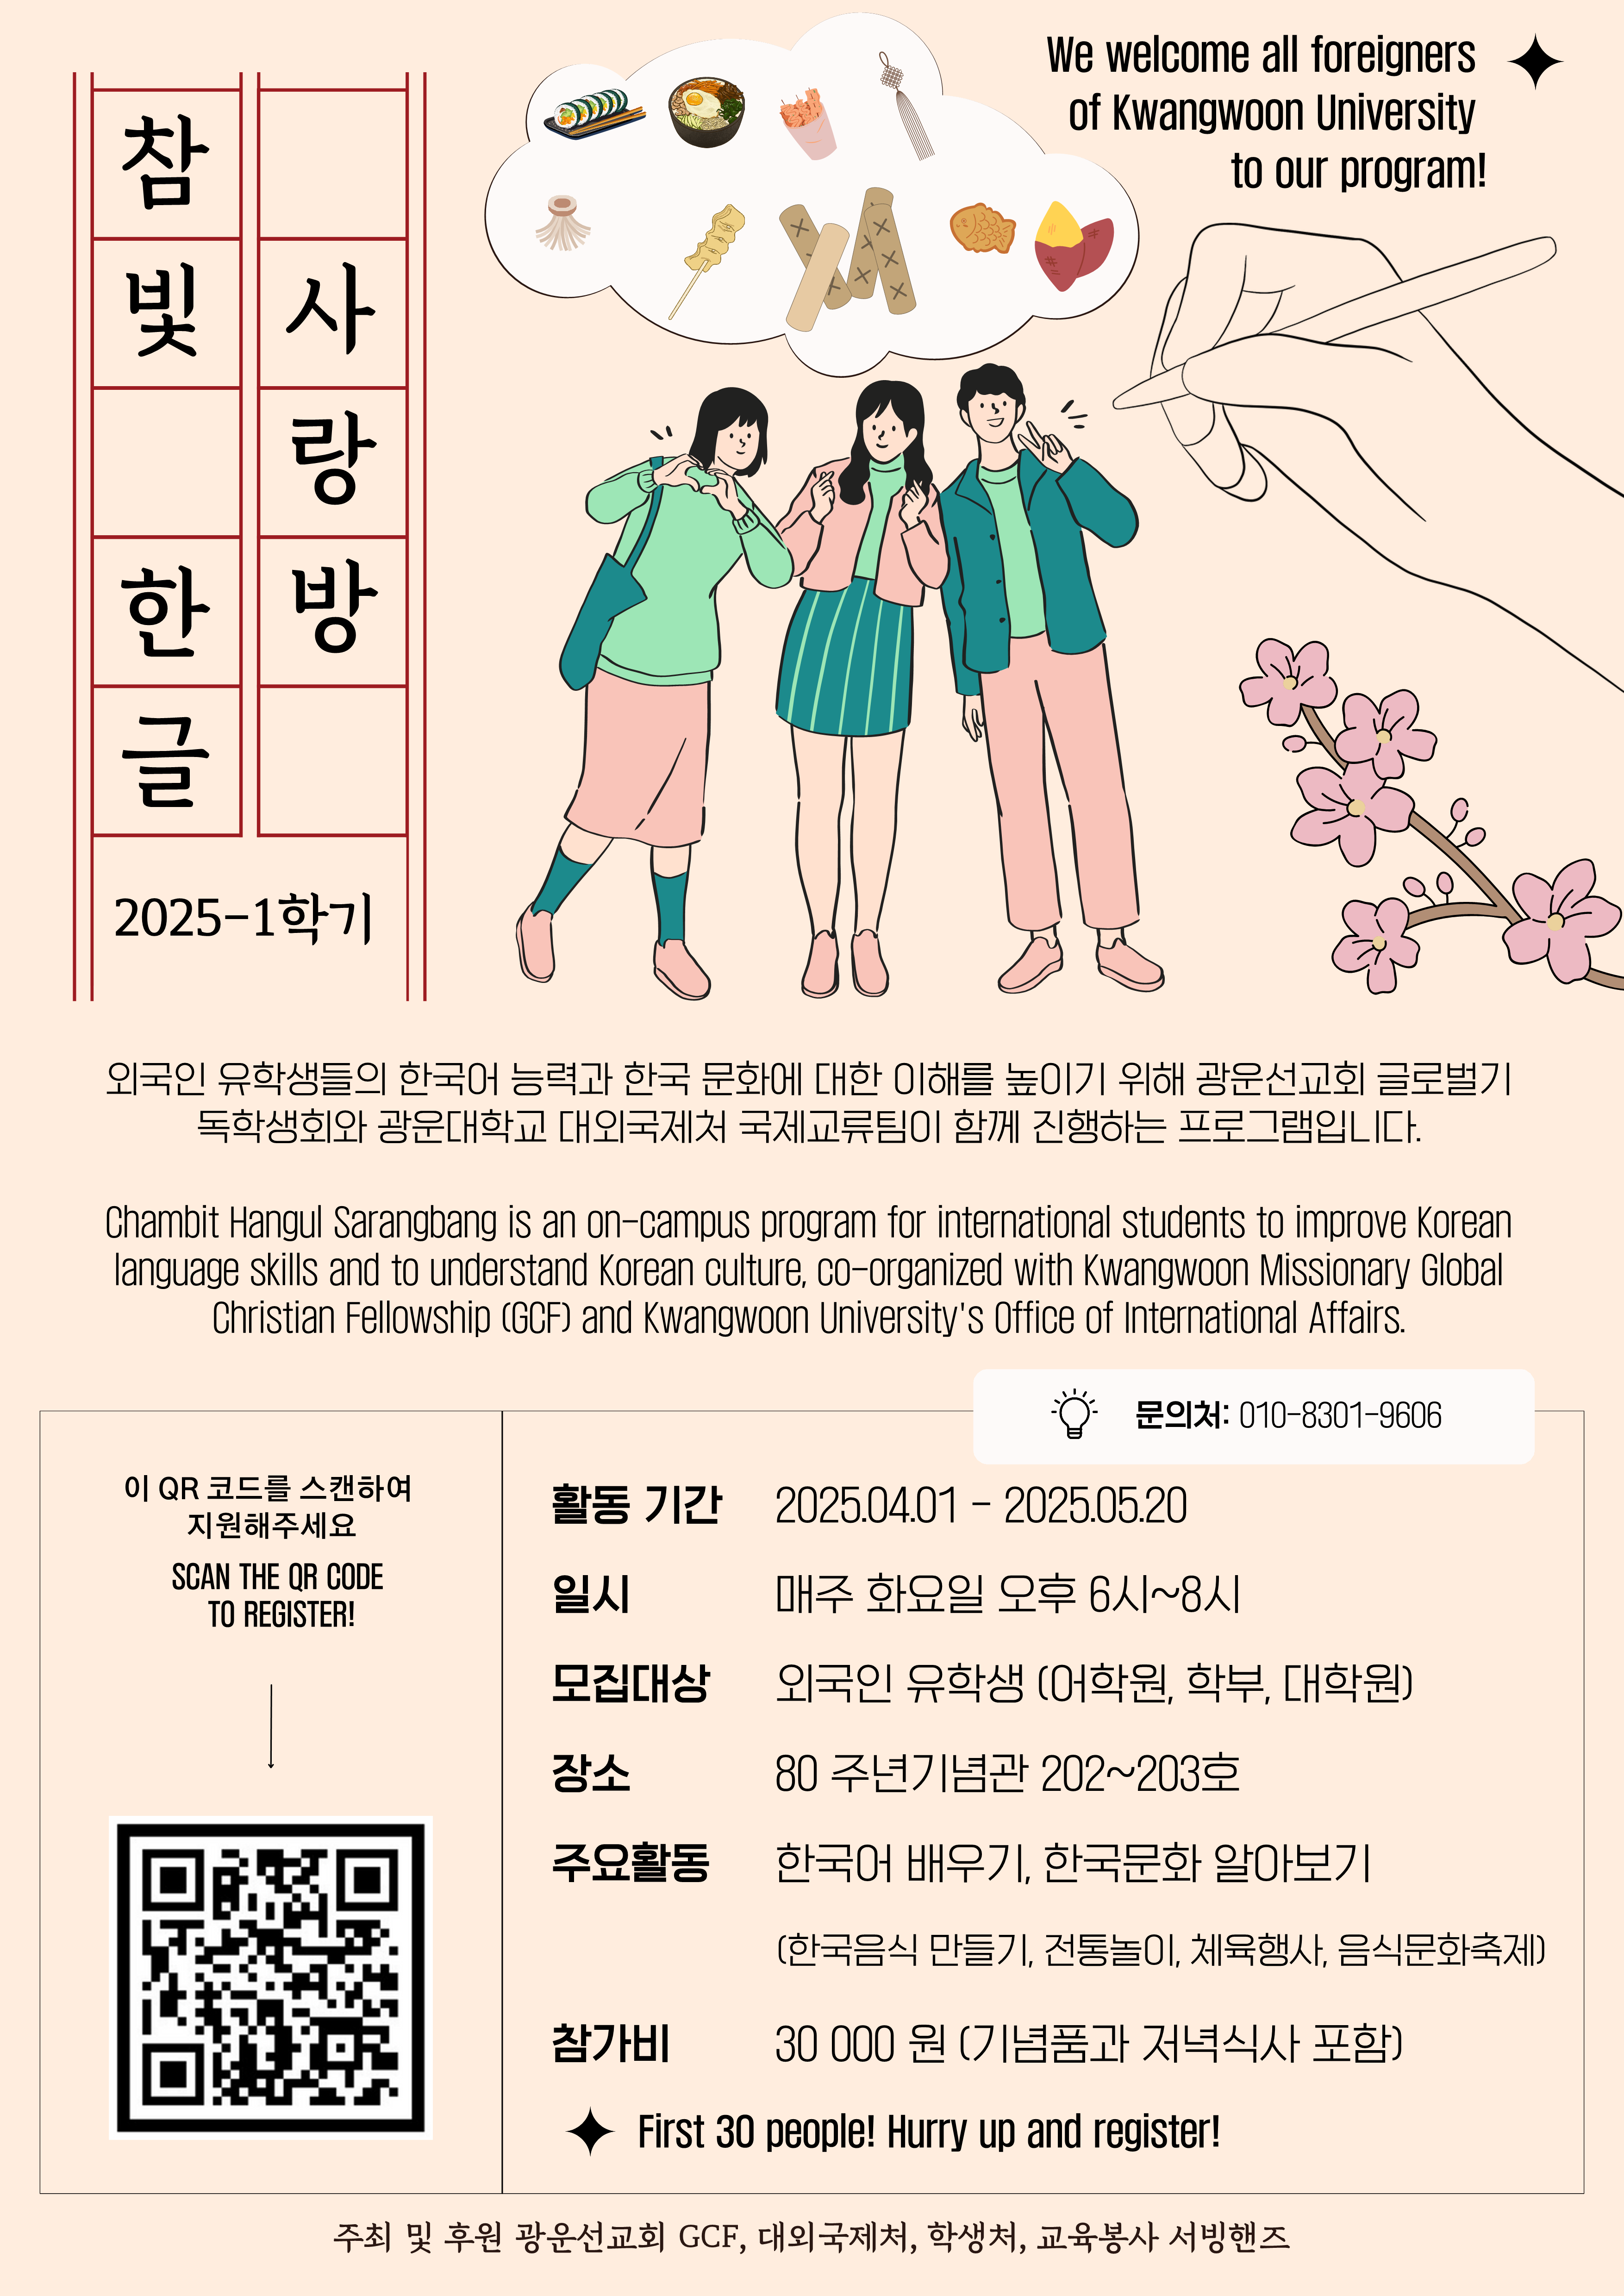 참빛 한글
사랑방
2025-1학기
We welcome all foreigners
of Kwangwoon University
to our program!
외국인 유학생들의 한국어 능력과 한국 문화에 대한 이해를 높이기 위해 광운선교회 글로벌기
독학생회와 광운대학교 대외국제처 국제교류팀이 함께 진행하는 프로그램입니다.
Chambit Hangul Sarangbang is an on-campus program for international students to improve Korean
language skills and to understand Korean culture, co-organized with Kwangwoon Missionary Global
Christian Fellowship (GCF) and Kwangwoon University's Office of International Affairs.
문의처: 010-8301-9606
이 QR 코드를 스캔하여
지원해주세요
SCAN THE QR CODE
TO REGISTER!
활동 기간 2025.04.01 - 2025.05.20
일시 매주 화요일 오후 6시~8시
모집대상 외국인 유학생 (어학원, 학부, 대학원)
장소 80 주년기념관 202~203호
주요활동 한국어 배우기, 한국문화 알아보기
(한국음식 만들기, 전통놀이, 체육행사, 음식문화축제)
참가비 30 000 원 (기념품과 저녁식사 포함)
First 30 people! Hurry up and register!
주최 및 후원 광운선교회 GCF, 대외국제처, 학생처, 교육봉사 서빙핸즈